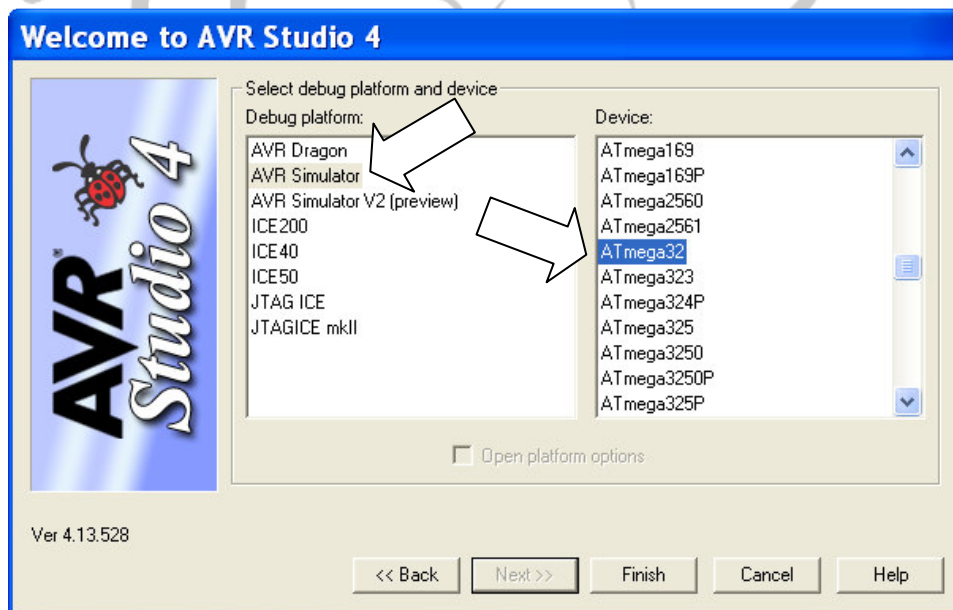 Welcome to AVR Studio 4
AVR
Studio 4
Select debug platform and device
Debug platform:
AVR Dragon
AVR Simulator
AVR Simulator V2 (preview)
ICE200
ICE40
ICE50
JTAG ICE
JTAGICE mkII
Device:
ATmega169
ATmega169P
ATmega2560
ATmega2561
ATmega32
ATmega323
ATmega324P
ATmega325
ATmega3250
ATmega3250P
ATmega325P
Open platform options
Ver 4.13.528
<< Back
Next >>
Finish
Cancel
Help